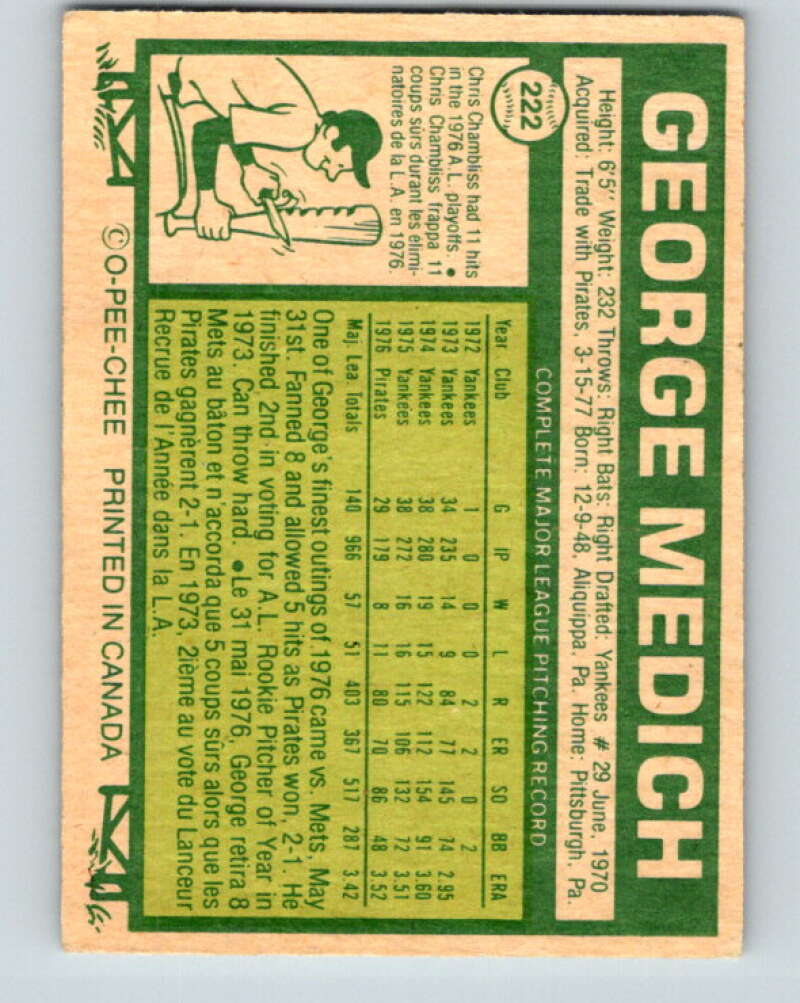 GEORGE MEDICH
Height: 6'5" Weight: 232 Throws: Right Bats: Right Drafted: Yankees # 29 June, 1970
Acquired: Trade with Pirates, 3-15-77 Born: 12-9-48, Aliquippa, Pa. Home: Pittsburgh, Pa.
222
Chris Chambliss had 11 hits
in the 1976 A.L. playoffs. •
Chris Chambliss frappa 11
coups sûrs durant les elimi-
natoires de la L.A. en 1976.
COMPLETE MAJOR LEAGUE PITCHING RECORD
Year Club G IP W L R ER SO BB ERA
1972 Yankees 1 0 0 0 2 2 0 2
1973 Yankees 34 235 14 9 84 77 145 74 2.95
1974 Yankees 38 280 19 15 122 112 154 91 3.60
1975 Yankees 38 272 16 16 115 106 132 72 3.51
1976 Pirates 29 179 8 11 80 70 86 48 3.52
Maj. Lea. Totals 140 966 57 51 403 367 517 287 3.42
One of George's finest outings of 1976 came vs. Mets, May
31st. Fanned 8 and allowed 5 hits as Pirates won, 2-1. He
finished 2nd in voting for A.L. Rookie Pitcher of Year in
1973. Can throw hard. •Le 31 mai 1976, George retira 8
Mets au bâton et n'accorda que 5 coups sûrs alors que les
Pirates gagnèrent 2-1. En 1973, 2ième au vote du Lanceur
Recrue de l'Année dans la L.A.
©O-PEE-CHEE PRINTED IN CANADA